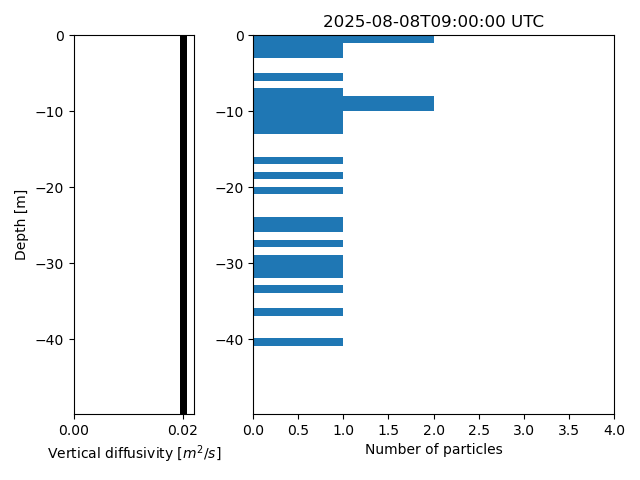 2025-08-08T09:00:00 UTC
0
−10
−20
−30
−40
Depth [m]
0.00 0.02
Vertical diffusivity [m²/s]
0
−10
−20
−30
−40
0.0 0.5 1.0 1.5 2.0 2.5 3.0 3.5 4.0
Number of particles